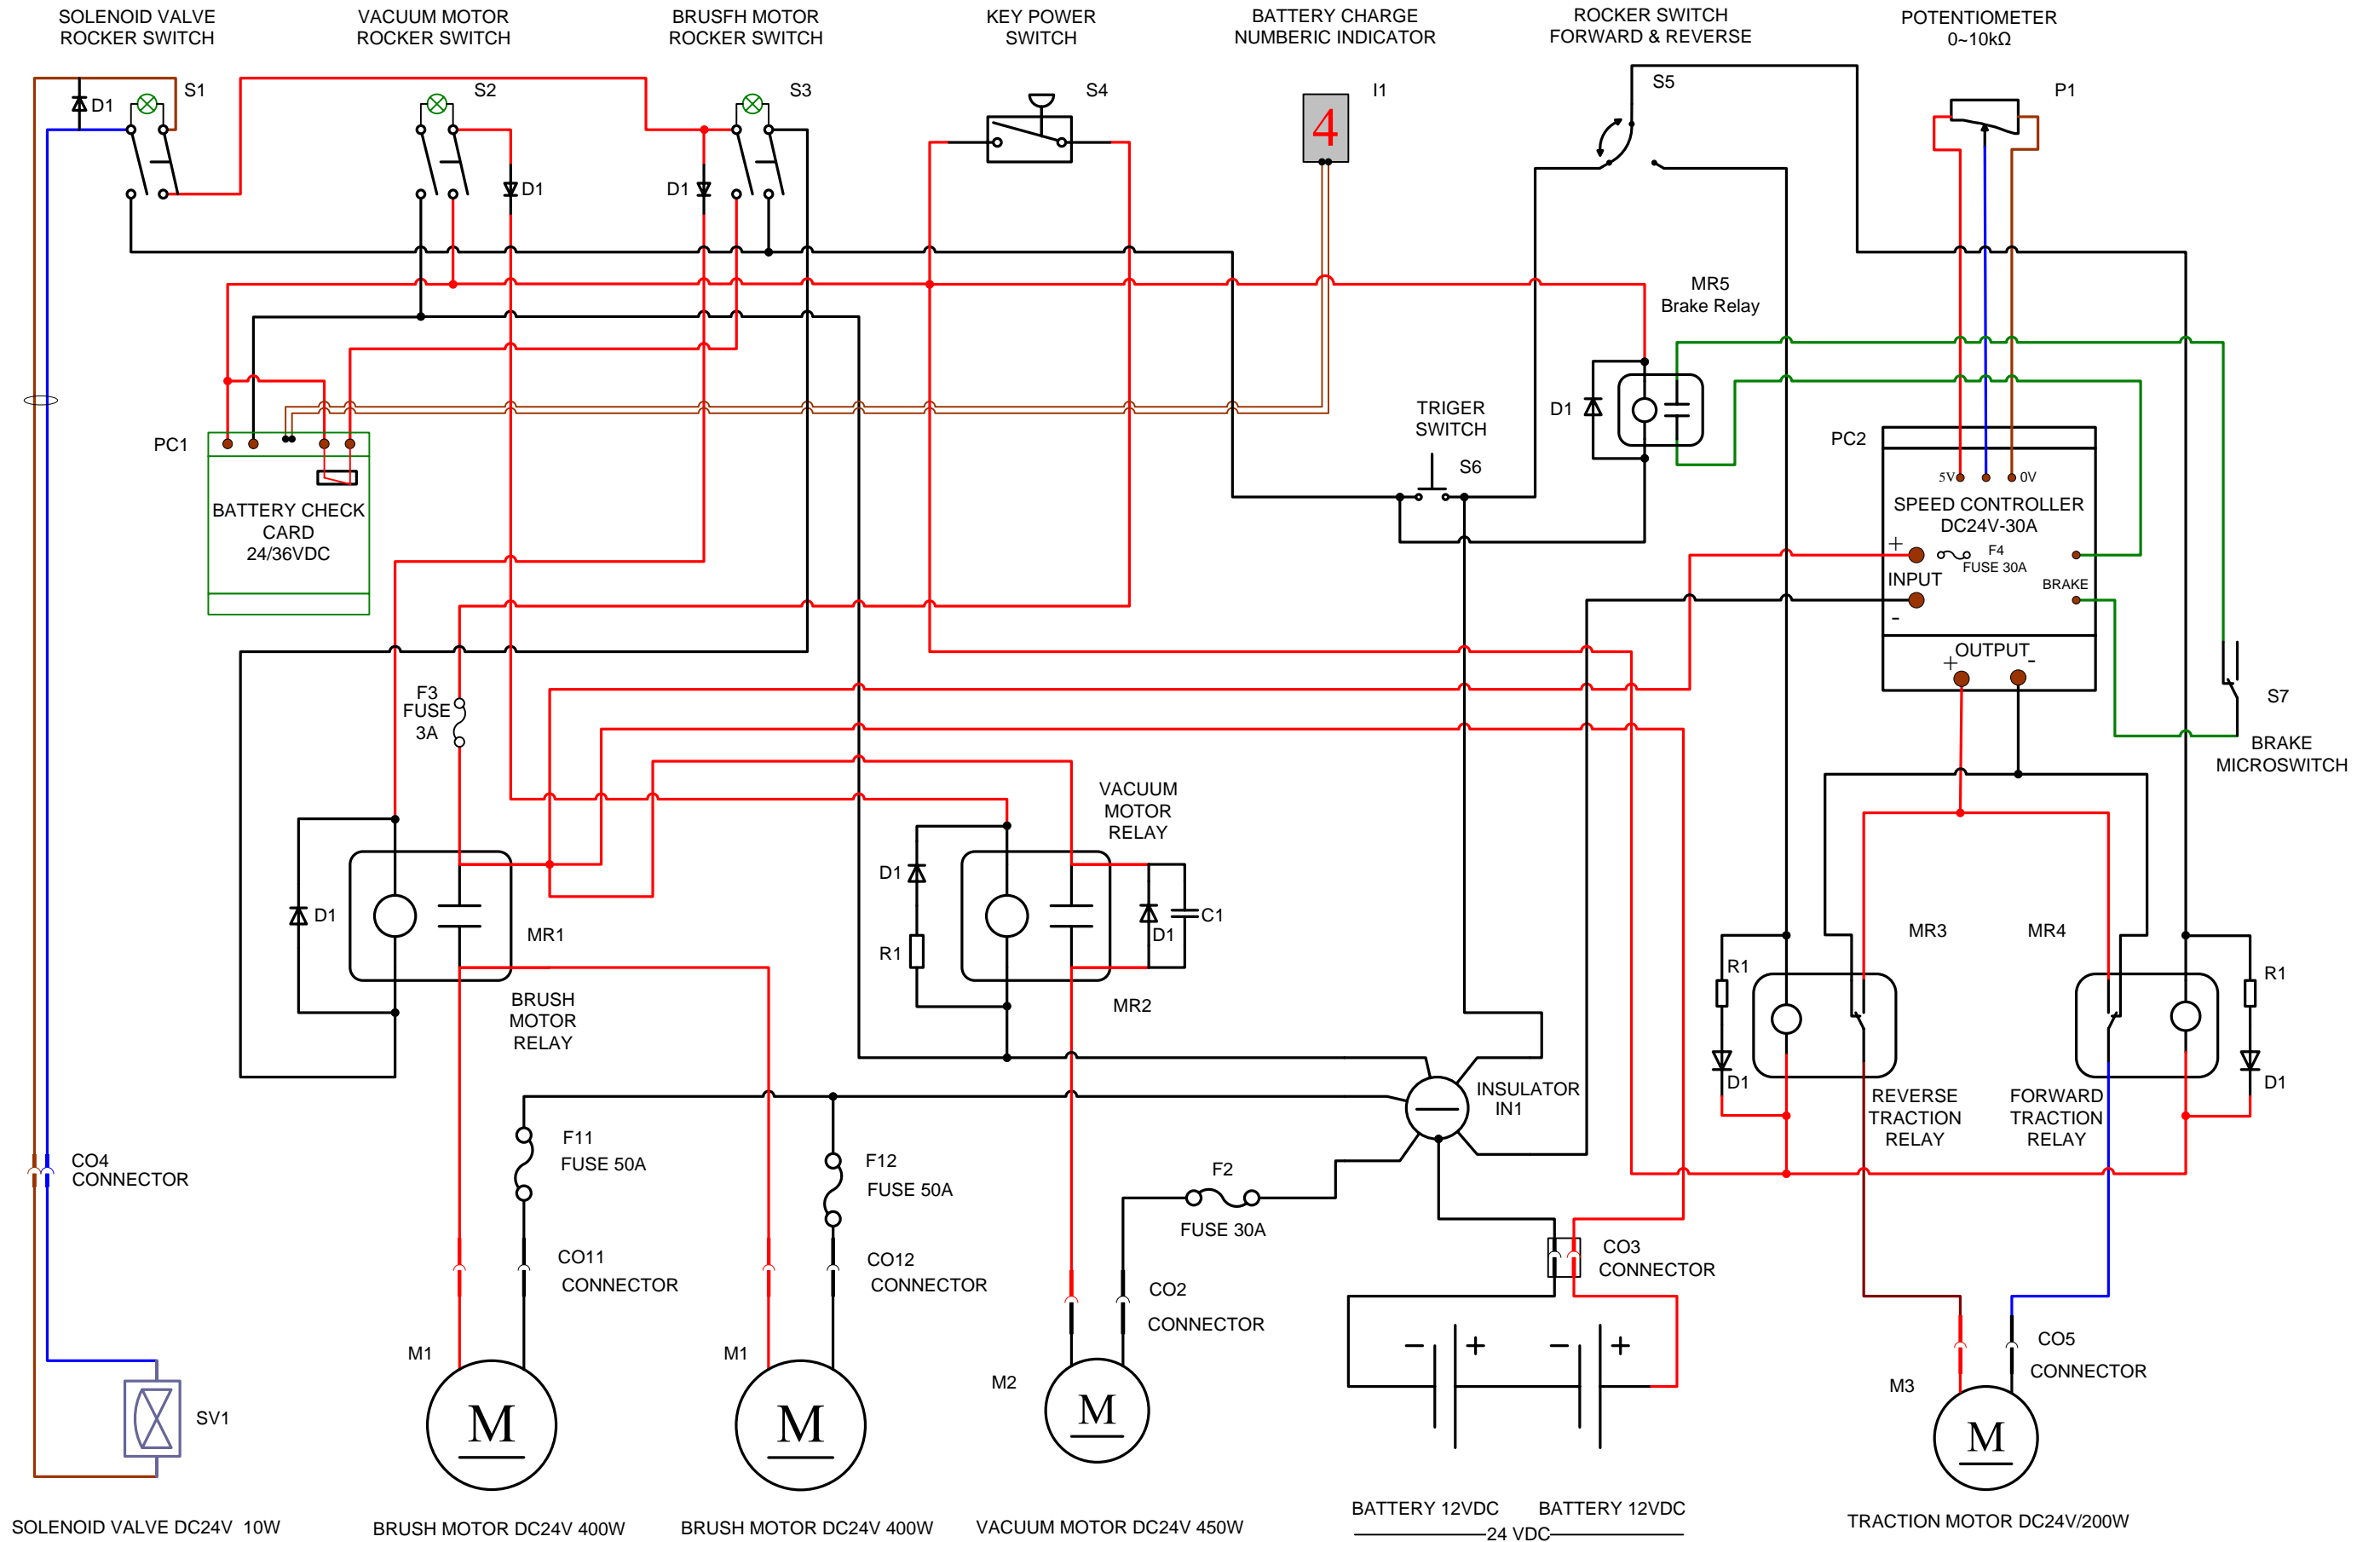 SOLENOID VALVE
ROCKER SWITCH
VACUUM MOTOR
ROCKER SWITCH
BRUSFH MOTOR
ROCKER SWITCH
KEY POWER
SWITCH
BATTERY CHARGE
NUMBERIC INDICATOR
ROCKER SWITCH
FORWARD & REVERSE
POTENTIOMETER
0~10kΩ
D1
S1
S2
S3
S4
4
I1
S5
P1
D1
D1
MR5
Brake Relay
PC1
BATTERY CHECK
CARD
24/36VDC
TRIGER
SWITCH
S6
D1
PC2
5V
0V
SPEED CONTROLLER
DC24V-30A
+
F4
FUSE 30A
INPUT
BRAKE
-
OUTPUT
+
-
S7
BRAKE
MICROSWITCH
F3
FUSE
3A
VACUUM
MOTOR
RELAY
D1
MR1
BRUSH
MOTOR
RELAY
D1
R1
D1
C1
MR2
MR3
MR4
R1
D1
R1
D1
REVERSE
TRACTION
RELAY
FORWARD
TRACTION
RELAY
INSULATOR
IN1
CO4
CONNECTOR
F11
FUSE 50A
F12
FUSE 50A
F2
FUSE 30A
CO11
CONNECTOR
CO12
CONNECTOR
CO2
CONNECTOR
CO3
CONNECTOR
CO5
CONNECTOR
SV1
M1
M
M1
M
M2
M
− +
− +
M3
M
SOLENOID VALVE DC24V 10W
BRUSH MOTOR DC24V 400W
BRUSH MOTOR DC24V 400W
VACUUM MOTOR DC24V 450W
BATTERY 12VDC
BATTERY 12VDC
24 VDC
TRACTION MOTOR DC24V/200W